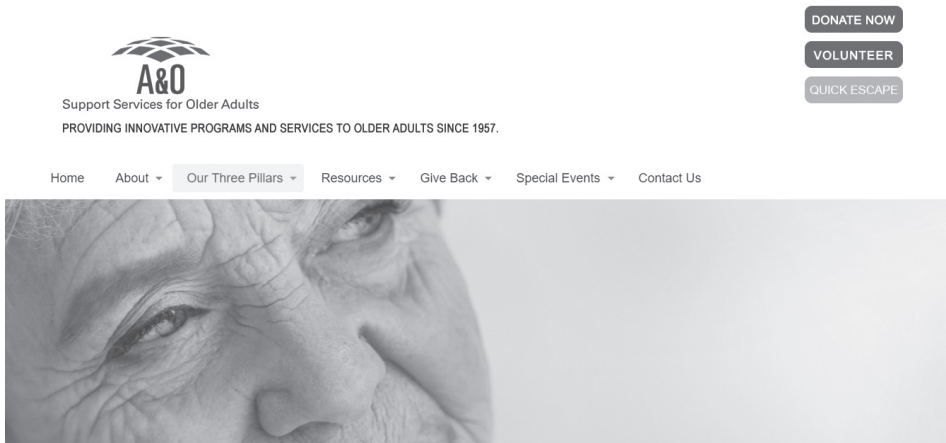 DONATE NOW
VOLUNTEER
QUICK ESCAPE
A&O
Support Services for Older Adults
PROVIDING INNOVATIVE PROGRAMS AND SERVICES TO OLDER ADULTS SINCE 1957.
Home About Our Three Pillars Resources Give Back Special Events Contact Us